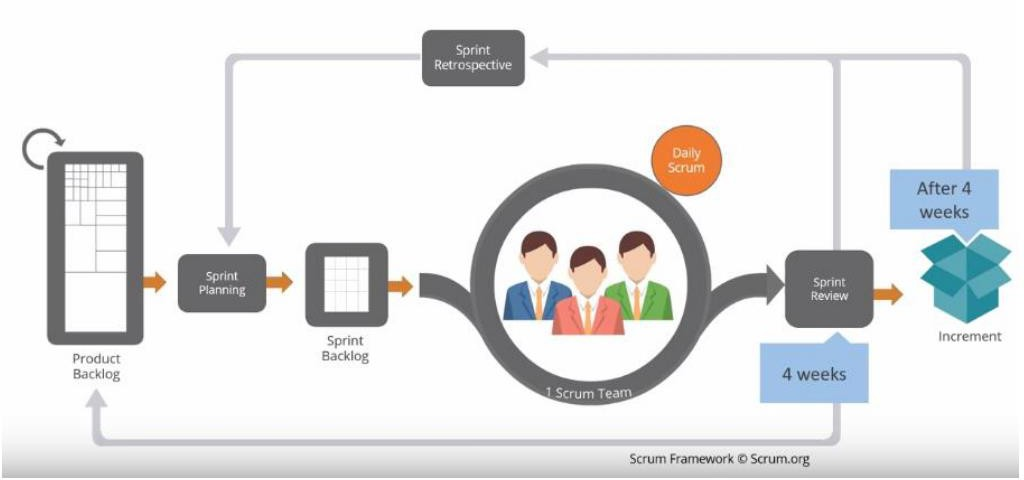 Sprint
Retrospective
Daily
Scrum
After 4
weeks
Sprint
Planning
Sprint
Review
Sprint
Backlog
Increment
Product
Backlog
4 weeks
1 Scrum Team
Scrum Framework © Scrum.org